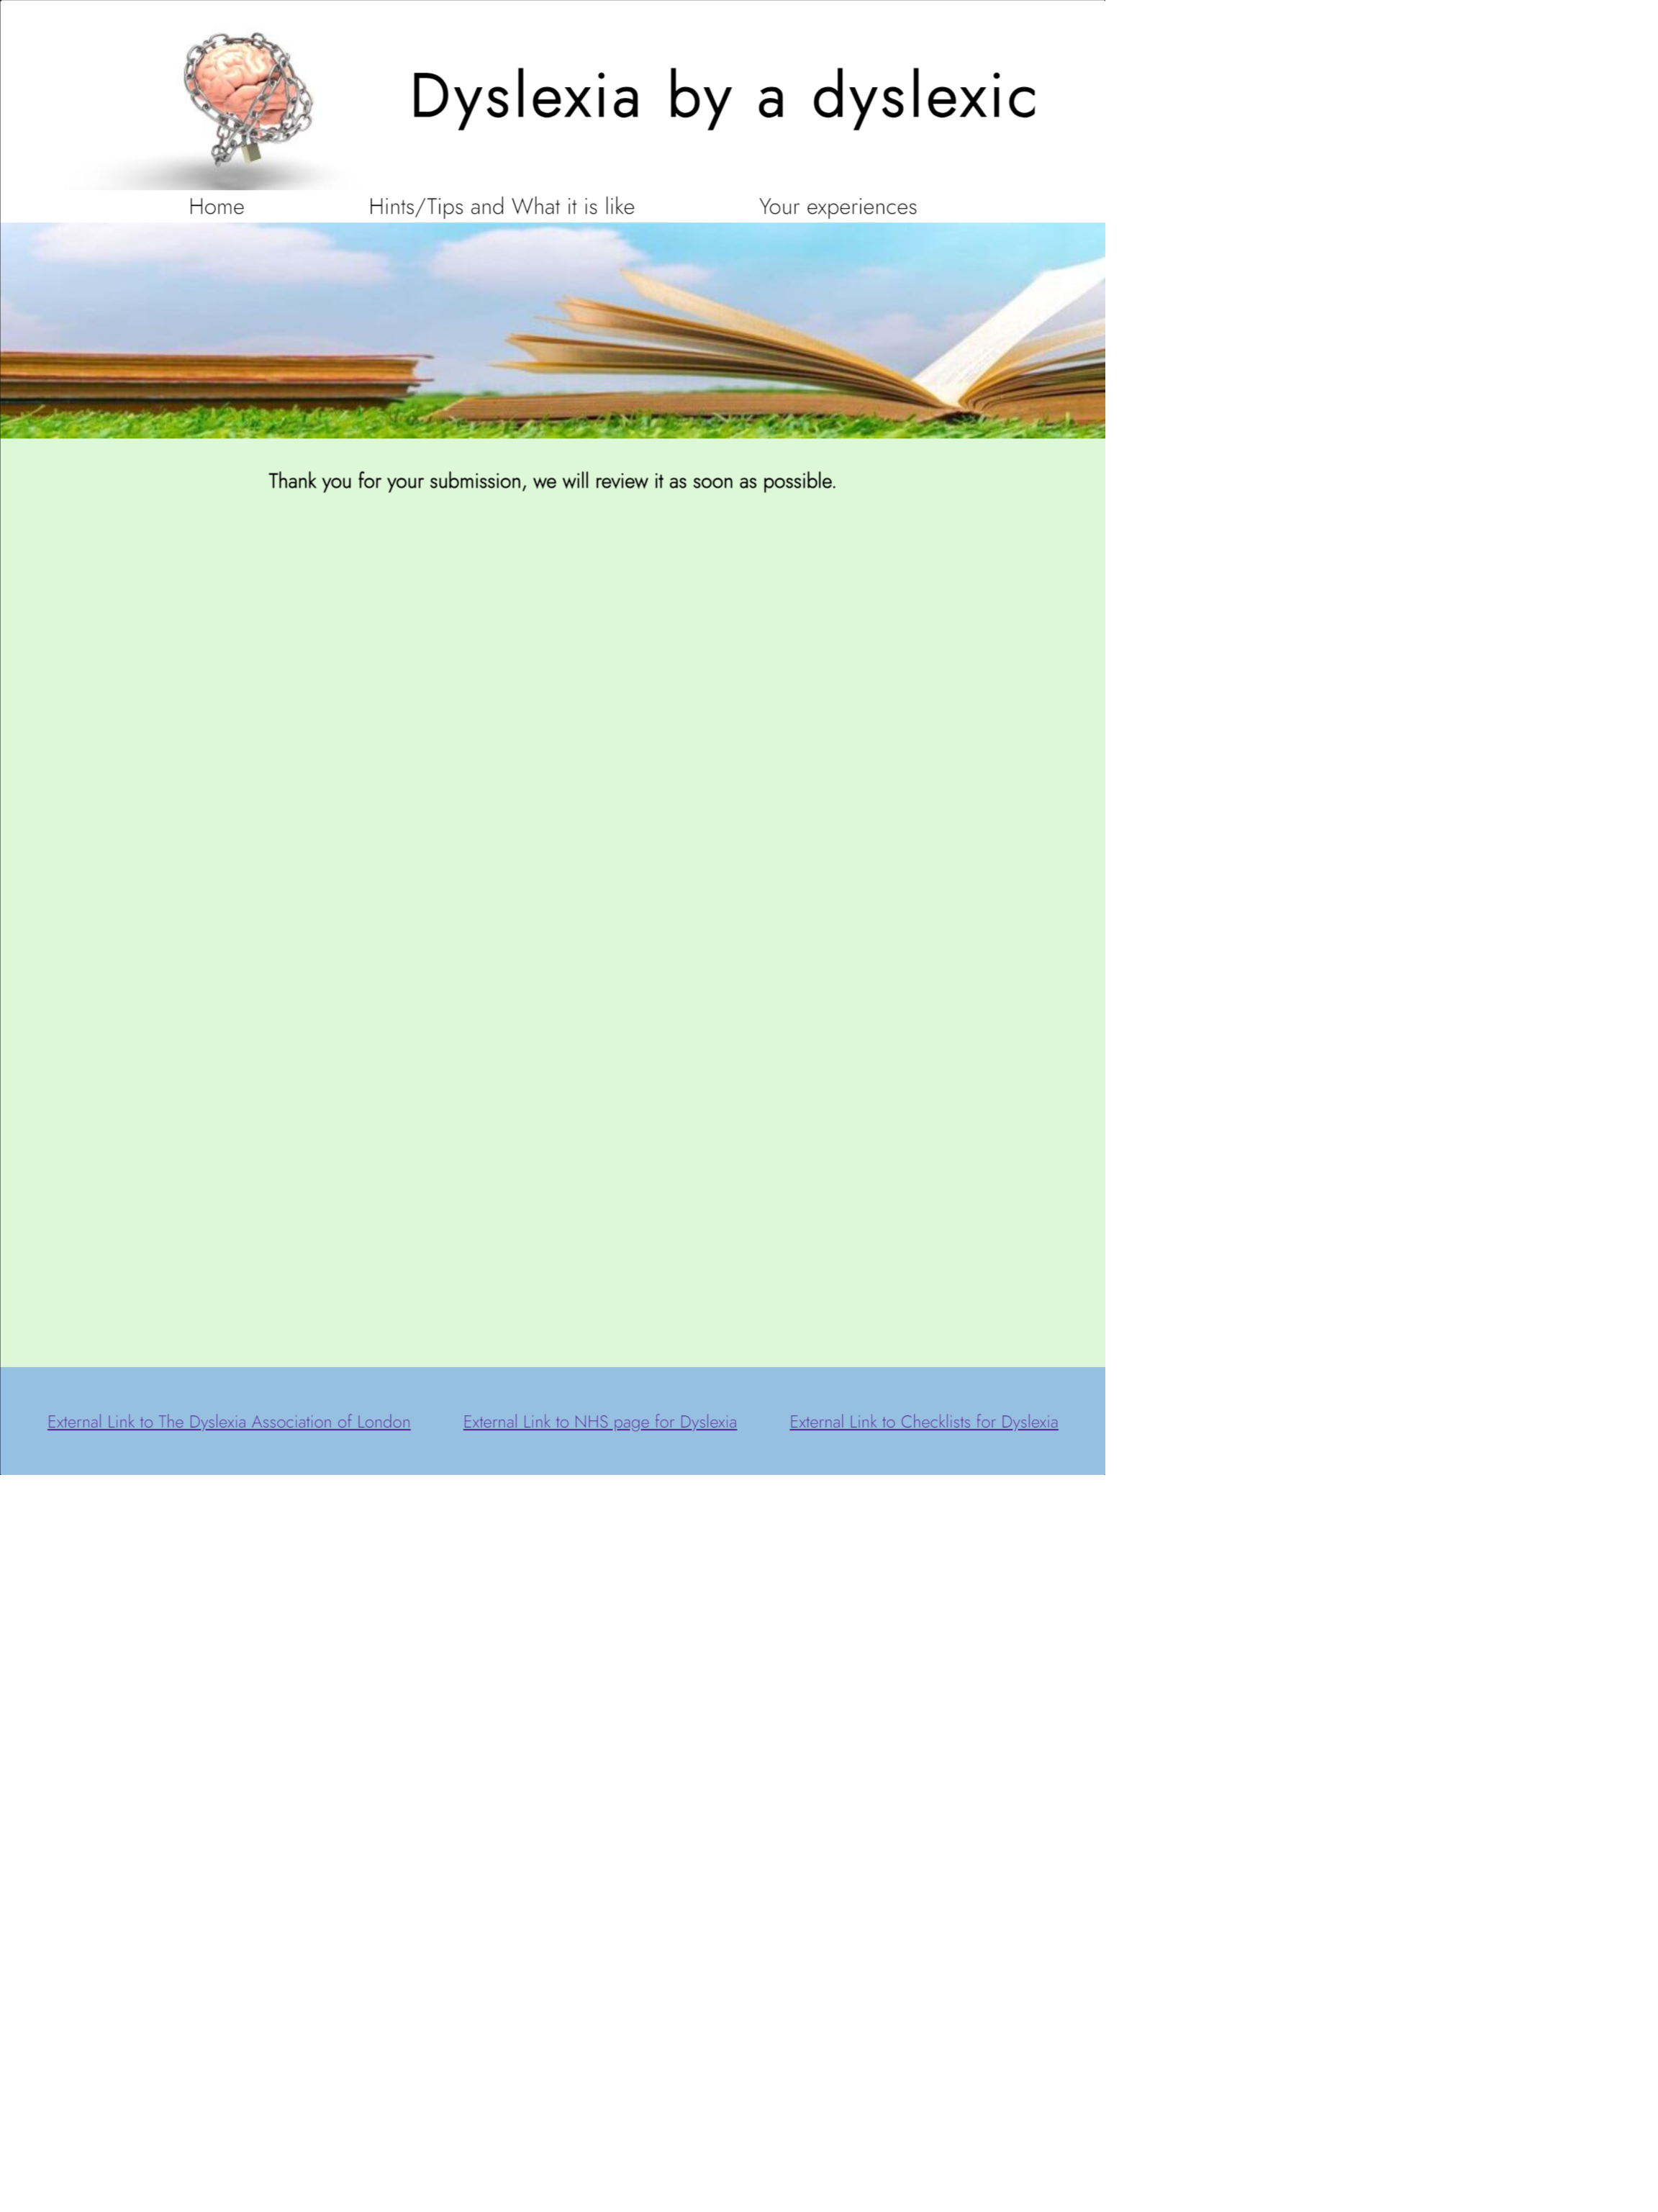 Dyslexia by a dyslexic
Home Hints/Tips and What it is like Your experiences
Thank you for your submission, we will review it as soon as possible.
External Link to The Dyslexia Association of London External Link to NHS page for Dyslexia External Link to Checklists for Dyslexia